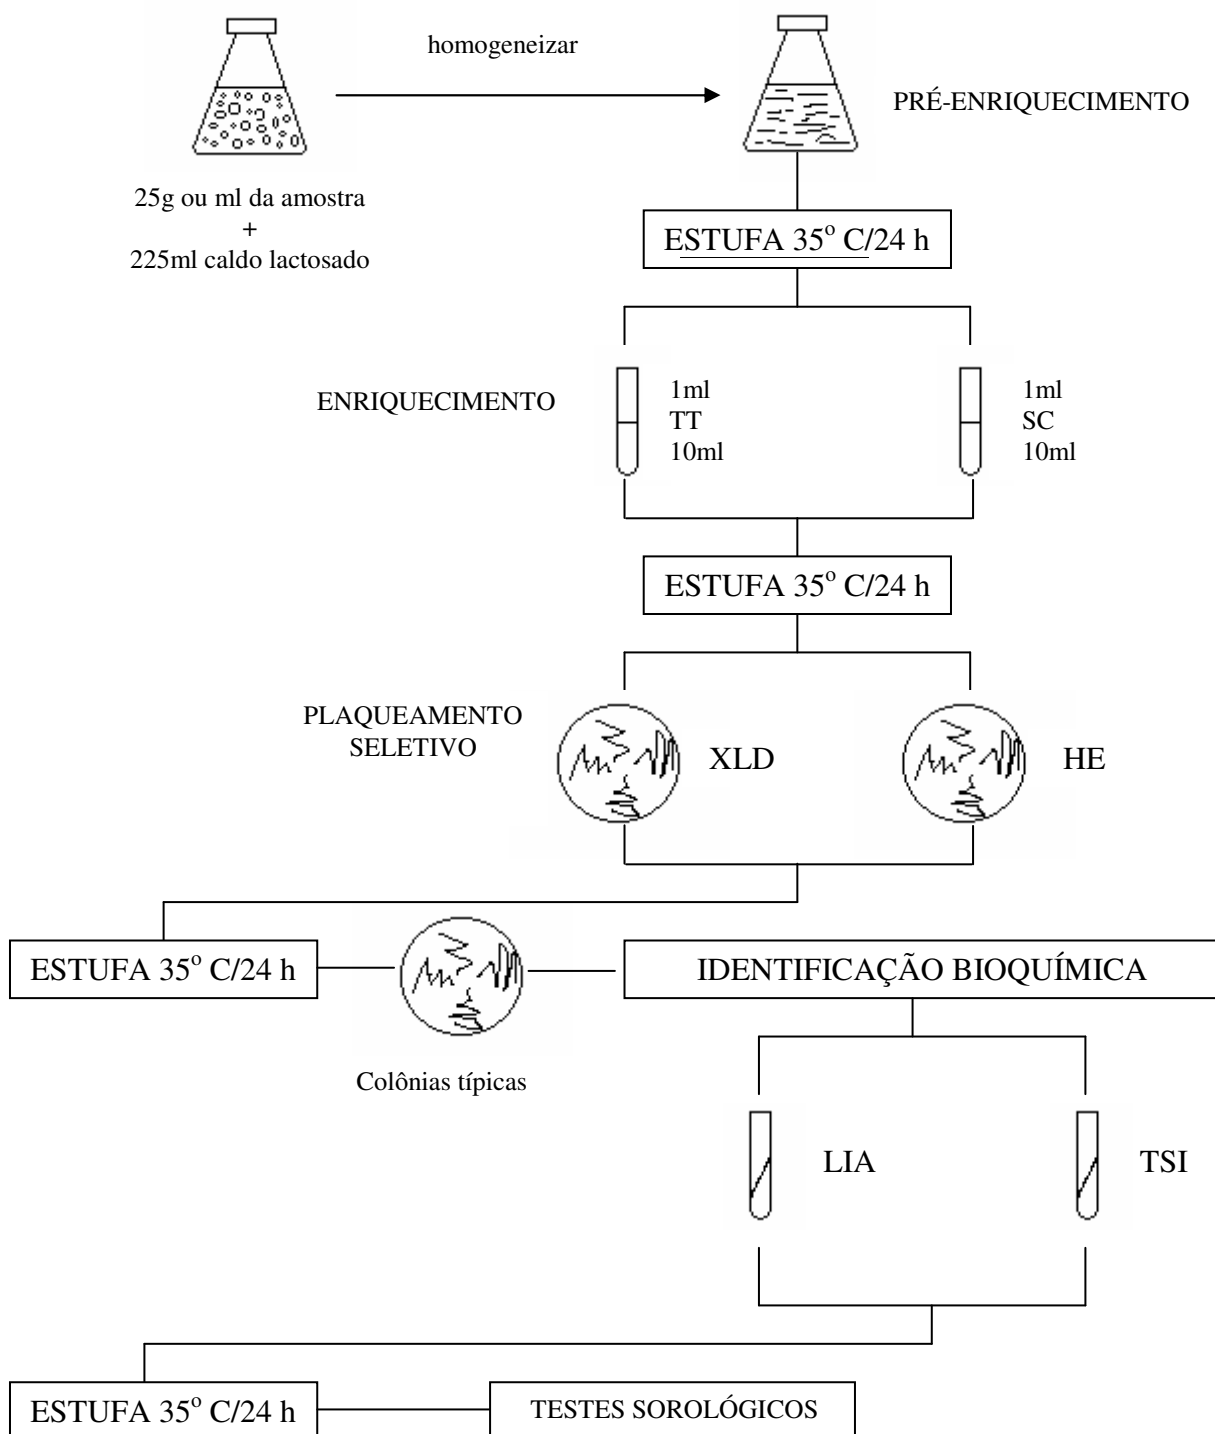 homogeneizar
PRÉ-ENRIQUECIMENTO
25g ou ml da amostra
+
225ml caldo lactosado
ESTUFA 35º C/24 h
ENRIQUECIMENTO
1ml
TT
10ml
1ml
SC
10ml
ESTUFA 35º C/24 h
PLAQUEAMENTO
SELETIVO
XLD
HE
ESTUFA 35º C/24 h
IDENTIFICAÇÃO BIOQUÍMICA
Colônias típicas
LIA
TSI
ESTUFA 35º C/24 h
TESTES SOROLÓGICOS